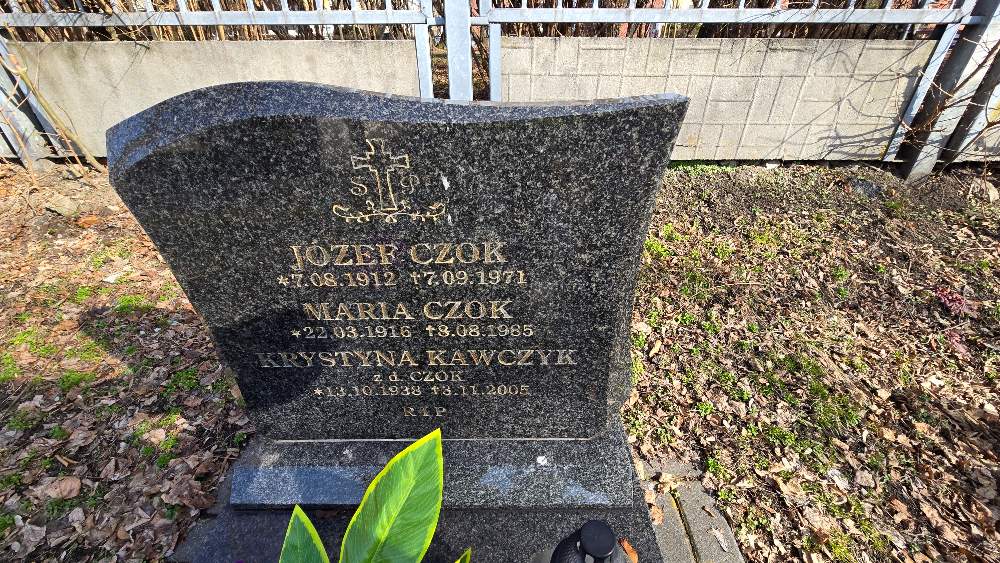 S P
JÓZEF CZOK
*7.08.1912 †7.09.1971
MARIA CZOK
*22.03.1916 †8.08.1985
KRYSTYNA KAWCZYK
z d. CZOK
*13.10.1938 †3.11.2005
R.I.P